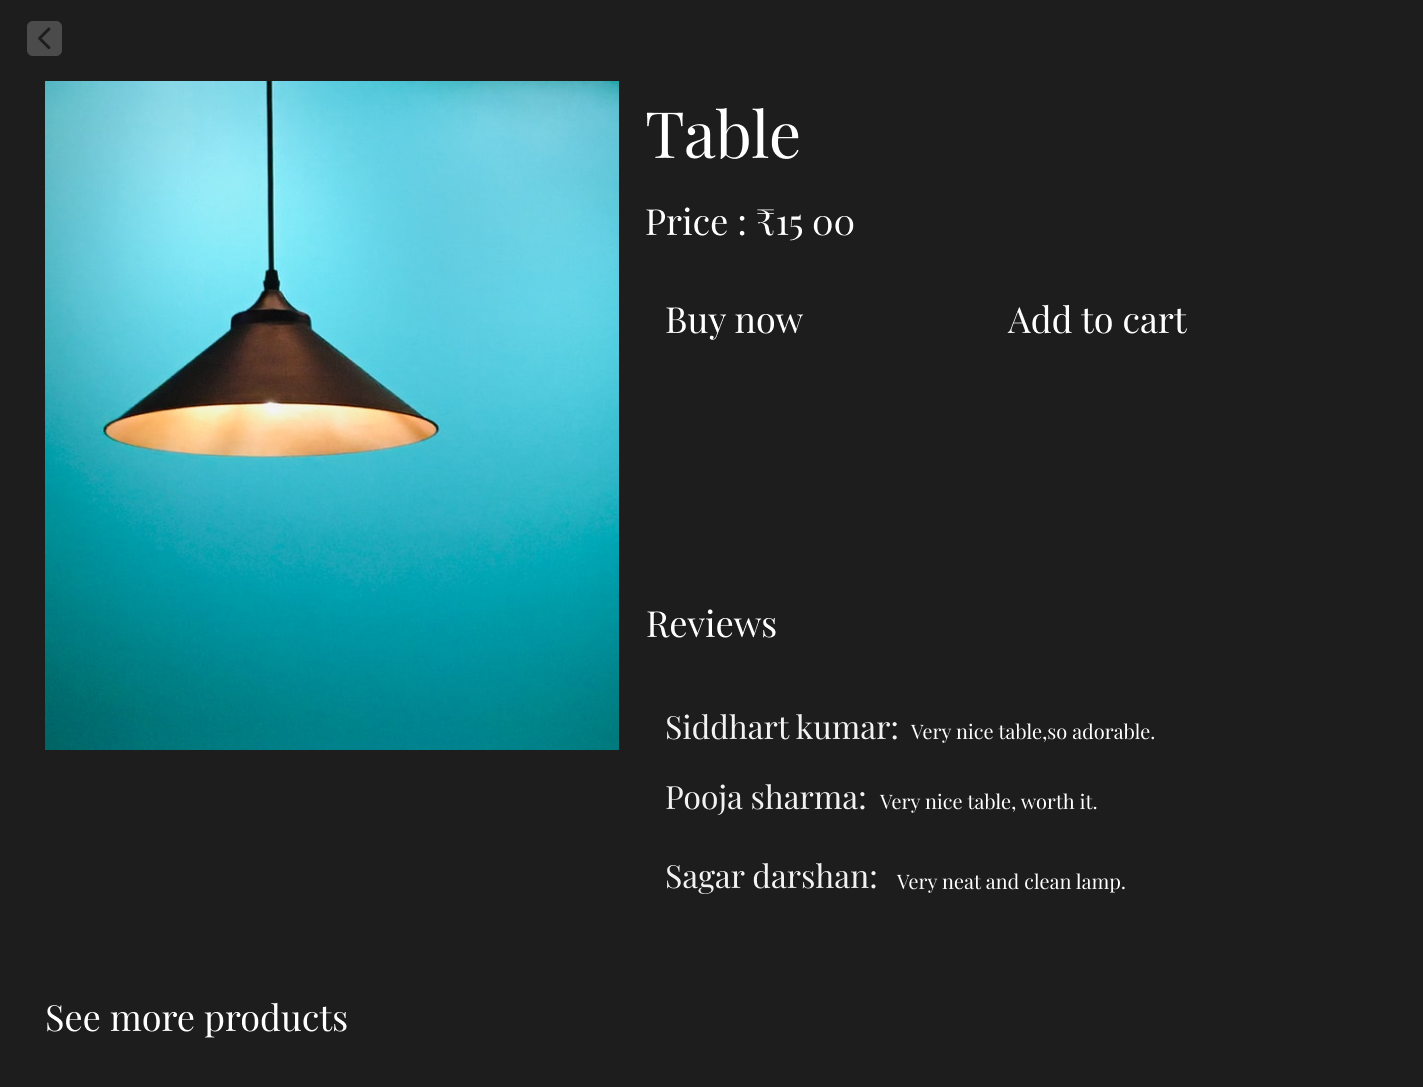 Table
Price : ₹15 00
Buy now
Add to cart
Reviews
Siddhart kumar: Very nice table,so adorable.
Pooja sharma: Very nice table, worth it.
Sagar darshan: Very neat and clean lamp.
See more products